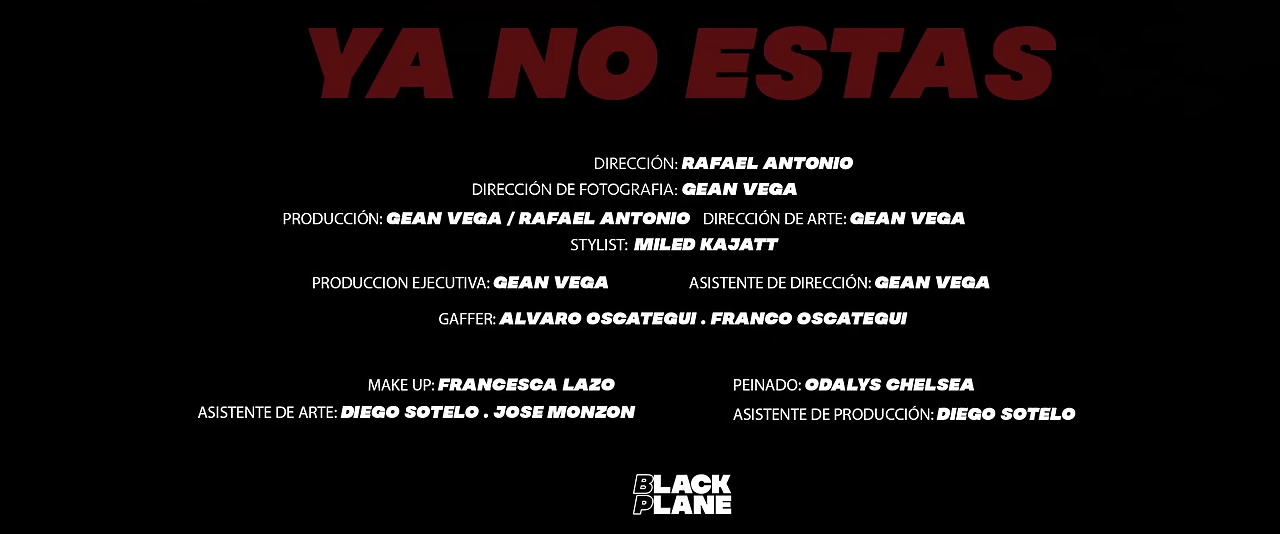 YA NO ESTAS
DIRECCIÓN: RAFAEL ANTONIO
DIRECCIÓN DE FOTOGRAFIA: GEAN VEGA
PRODUCCIÓN: GEAN VEGA / RAFAEL ANTONIO DIRECCIÓN DE ARTE: GEAN VEGA
STYLIST: MILED KAJATT
PRODUCCION EJECUTIVA: GEAN VEGA ASISTENTE DE DIRECCIÓN: GEAN VEGA
GAFFER: ALVARO OSCATEGUI . FRANCO OSCATEGUI
MAKE UP: FRANCESCA LAZO PEINADO: ODALYS CHELSEA
ASISTENTE DE ARTE: DIEGO SOTELO . JOSE MONZON ASISTENTE DE PRODUCCIÓN: DIEGO SOTELO
BLACK
PLANE